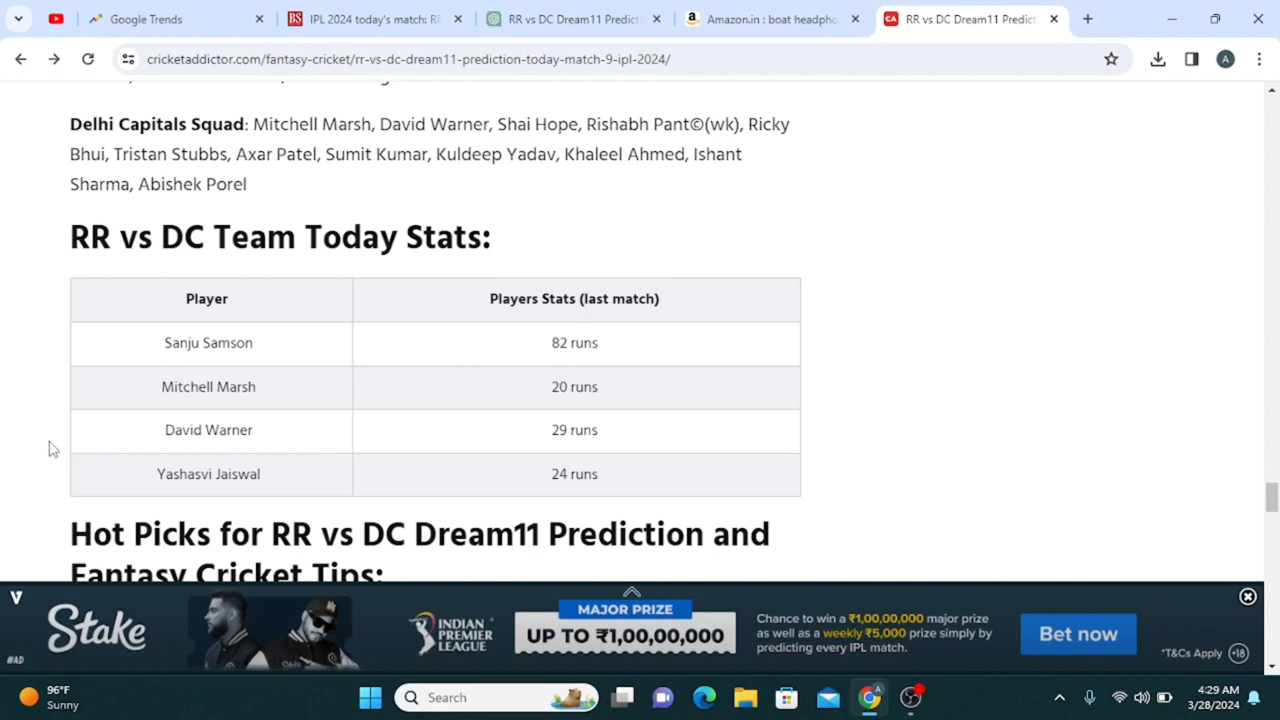 Google Trends
IPL 2024 today's match: RF
RR vs DC Dream11 Predict
Amazon.in : boat headpho
RR vs DC Dream11 Predict
cricketaddictor.com/fantasy-cricket/rr-vs-dc-dream11-prediction-today-match-9-ipl-2024/
Delhi Capitals Squad: Mitchell Marsh, David Warner, Shai Hope, Rishabh Pant©(wk), Ricky
Bhui, Tristan Stubbs, Axar Patel, Sumit Kumar, Kuldeep Yadav, Khaleel Ahmed, Ishant
Sharma, Abishek Porel
RR vs DC Team Today Stats:
Player
Players Stats (last match)
Sanju Samson
82 runs
Mitchell Marsh
20 runs
David Warner
29 runs
Yashasvi Jaiswal
24 runs
Hot Picks for RR vs DC Dream11 Prediction and
Fantasy Cricket Tips:
V
#AD
Stake
INDIAN
PREMIER
LEAGUE
MAJOR PRIZE
UP TO ₹1,00,00,000
Chance to win a ₹1,00,00,000 major prize
as well as a weekly ₹5,000 prize simply by
predicting every IPL match.
Bet now
*T&Cs Apply +18
96°F
Sunny
Search
4:29 AM
3/28/2024